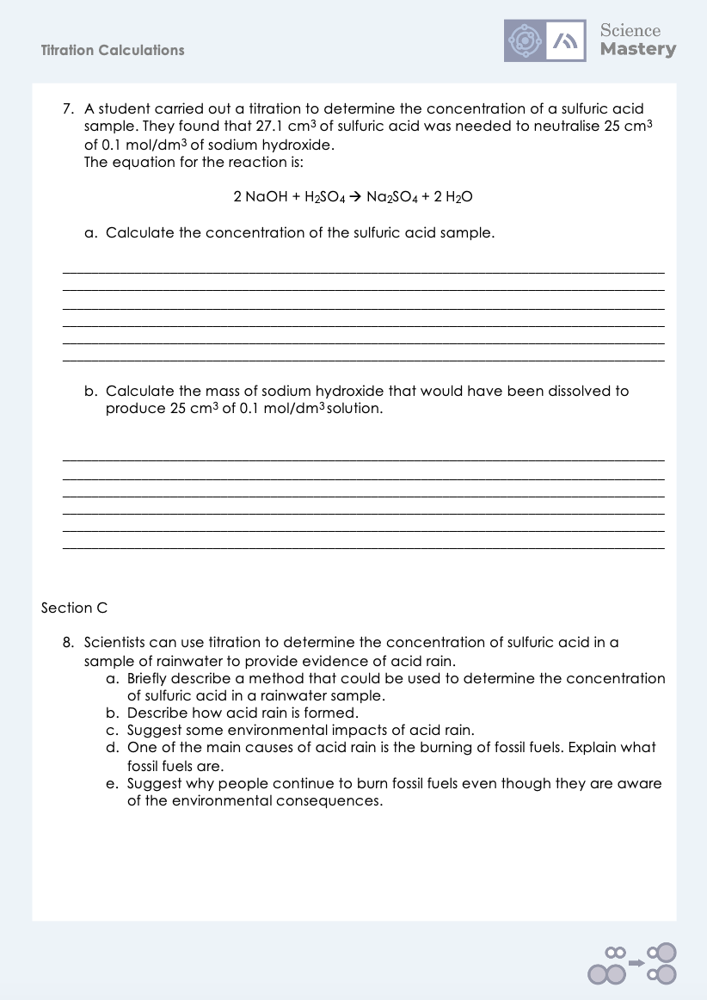 Titration Calculations
Science
Mastery
7. A student carried out a titration to determine the concentration of a sulfuric acid
sample. They found that 27.1 cm³ of sulfuric acid was needed to neutralise 25 cm³
of 0.1 mol/dm³ of sodium hydroxide.
The equation for the reaction is:
2 NaOH + H₂SO₄ → Na₂SO₄ + 2 H₂O
a. Calculate the concentration of the sulfuric acid sample.
b. Calculate the mass of sodium hydroxide that would have been dissolved to
produce 25 cm³ of 0.1 mol/dm³ solution.
Section C
8. Scientists can use titration to determine the concentration of sulfuric acid in a
sample of rainwater to provide evidence of acid rain.
a. Briefly describe a method that could be used to determine the concentration
of sulfuric acid in a rainwater sample.
b. Describe how acid rain is formed.
c. Suggest some environmental impacts of acid rain.
d. One of the main causes of acid rain is the burning of fossil fuels. Explain what
fossil fuels are.
e. Suggest why people continue to burn fossil fuels even though they are aware
of the environmental consequences.